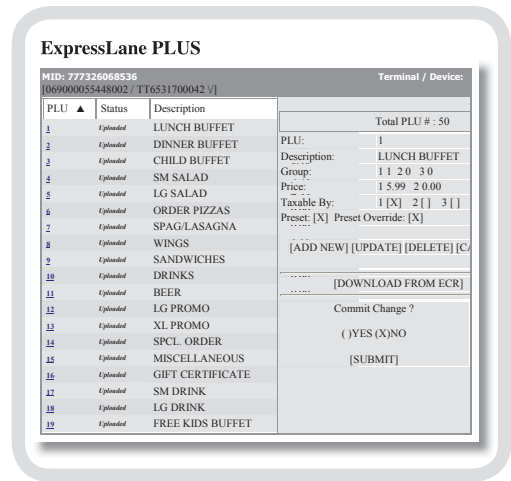 ExpressLane PLUS
MID: 777326068536 Terminal / Device:
[069000055448002 / TT6531700042 \/]
PLU ▲ Status Description
1 Uploaded LUNCH BUFFET
2 Uploaded DINNER BUFFET
3 Uploaded CHILD BUFFET
4 Uploaded SM SALAD
5 Uploaded LG SALAD
6 Uploaded ORDER PIZZAS
7 Uploaded SPAG/LASAGNA
8 Uploaded WINGS
9 Uploaded SANDWICHES
10 Uploaded DRINKS
11 Uploaded BEER
12 Uploaded LG PROMO
13 Uploaded XL PROMO
14 Uploaded SPCL. ORDER
15 Uploaded MISCELLANEOUS
16 Uploaded GIFT CERTIFICATE
17 Uploaded SM DRINK
18 Uploaded LG DRINK
19 Uploaded FREE KIDS BUFFET
Total PLU # : 50
PLU: 1
Description: LUNCH BUFFET
Group: 1 1 2 0 3 0
Price: 1 5.99 2 0.00
Taxable By: 1 [X] 2 [ ] 3 [ ]
Preset: [X] Preset Override: [X]
[ADD NEW] [UPDATE] [DELETE] [CA
[DOWNLOAD FROM ECR]
Commit Change ?
( )YES (X)NO
[SUBMIT]